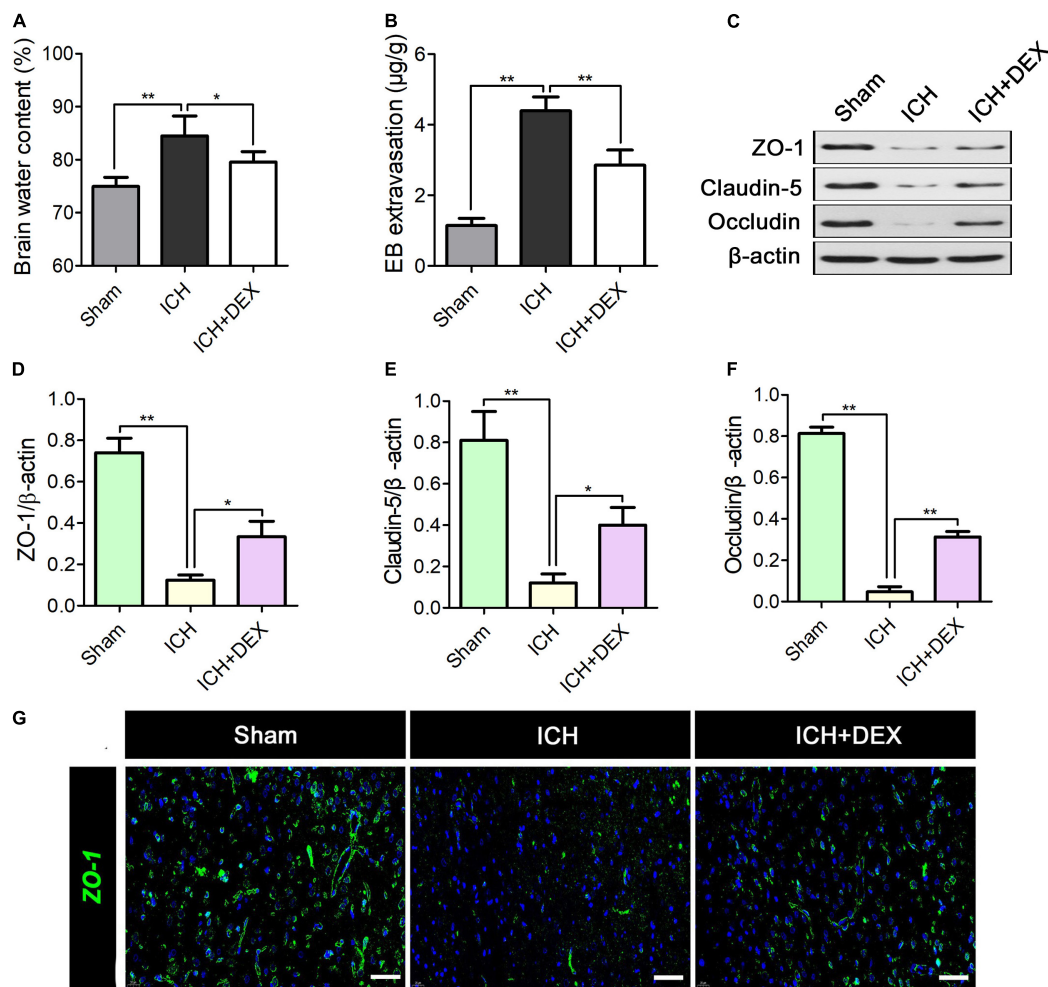 A
Brain water content (%)
100
90
80
70
60
**
*
Sham
ICH
ICH+DEX
B
EB extravasation (µg/g)
6
4
2
0
**
**
Sham
ICH
ICH+DEX
C
Sham
ICH
ICH+DEX
ZO-1
Claudin-5
Occludin
β-actin
D
ZO-1/β-actin
1.0
0.8
0.6
0.4
0.2
0.0
**
*
Sham
ICH
ICH+DEX
E
Claudin-5/β -actin
1.0
0.8
0.6
0.4
0.2
0.0
**
*
Sham
ICH
ICH+DEX
F
Occludin/β -actin
1.0
0.8
0.6
0.4
0.2
0.0
**
**
Sham
ICH
ICH+DEX
G
Sham
ICH
ICH+DEX
ZO-1